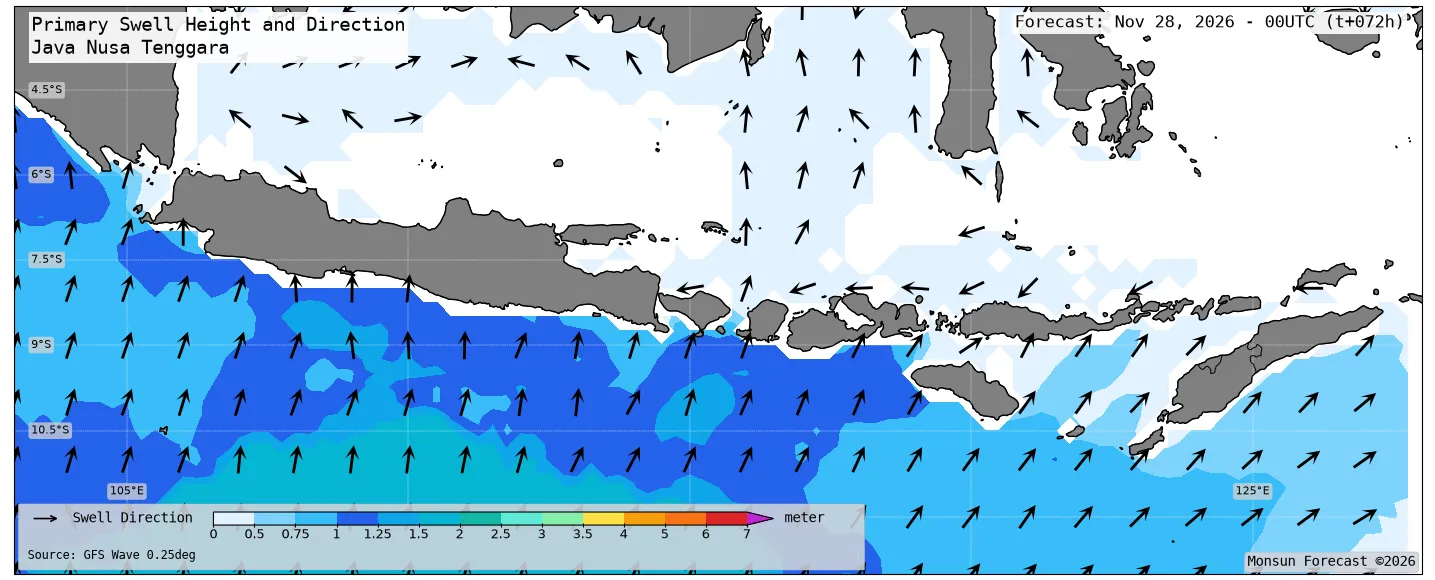 Primary Swell Height and Direction
Java Nusa Tenggara
Forecast: Nov 28, 2026 - 00UTC (t+072h)
4.5°S
6°S
7.5°S
9°S
10.5°S
105°E
125°E
Swell Direction
0 0.5 0.75 1 1.25 1.5 2 2.5 3 3.5 4 5 6 7
meter
Source: GFS Wave 0.25deg
Monsun Forecast ©2026